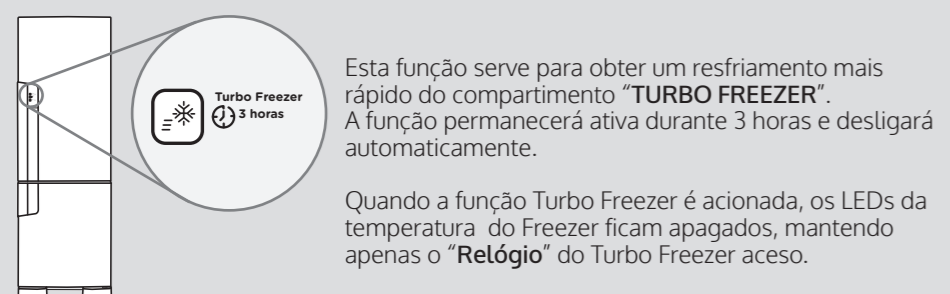 Turbo Freezer
3 horas
Esta função serve para obter um resfriamento mais
rápido do compartimento “TURBO FREEZER”.
A função permanecerá ativa durante 3 horas e desligará
automaticamente.
Quando a função Turbo Freezer é acionada, os LEDs da
temperatura do Freezer ficam apagados, mantendo
apenas o “Relógio” do Turbo Freezer aceso.